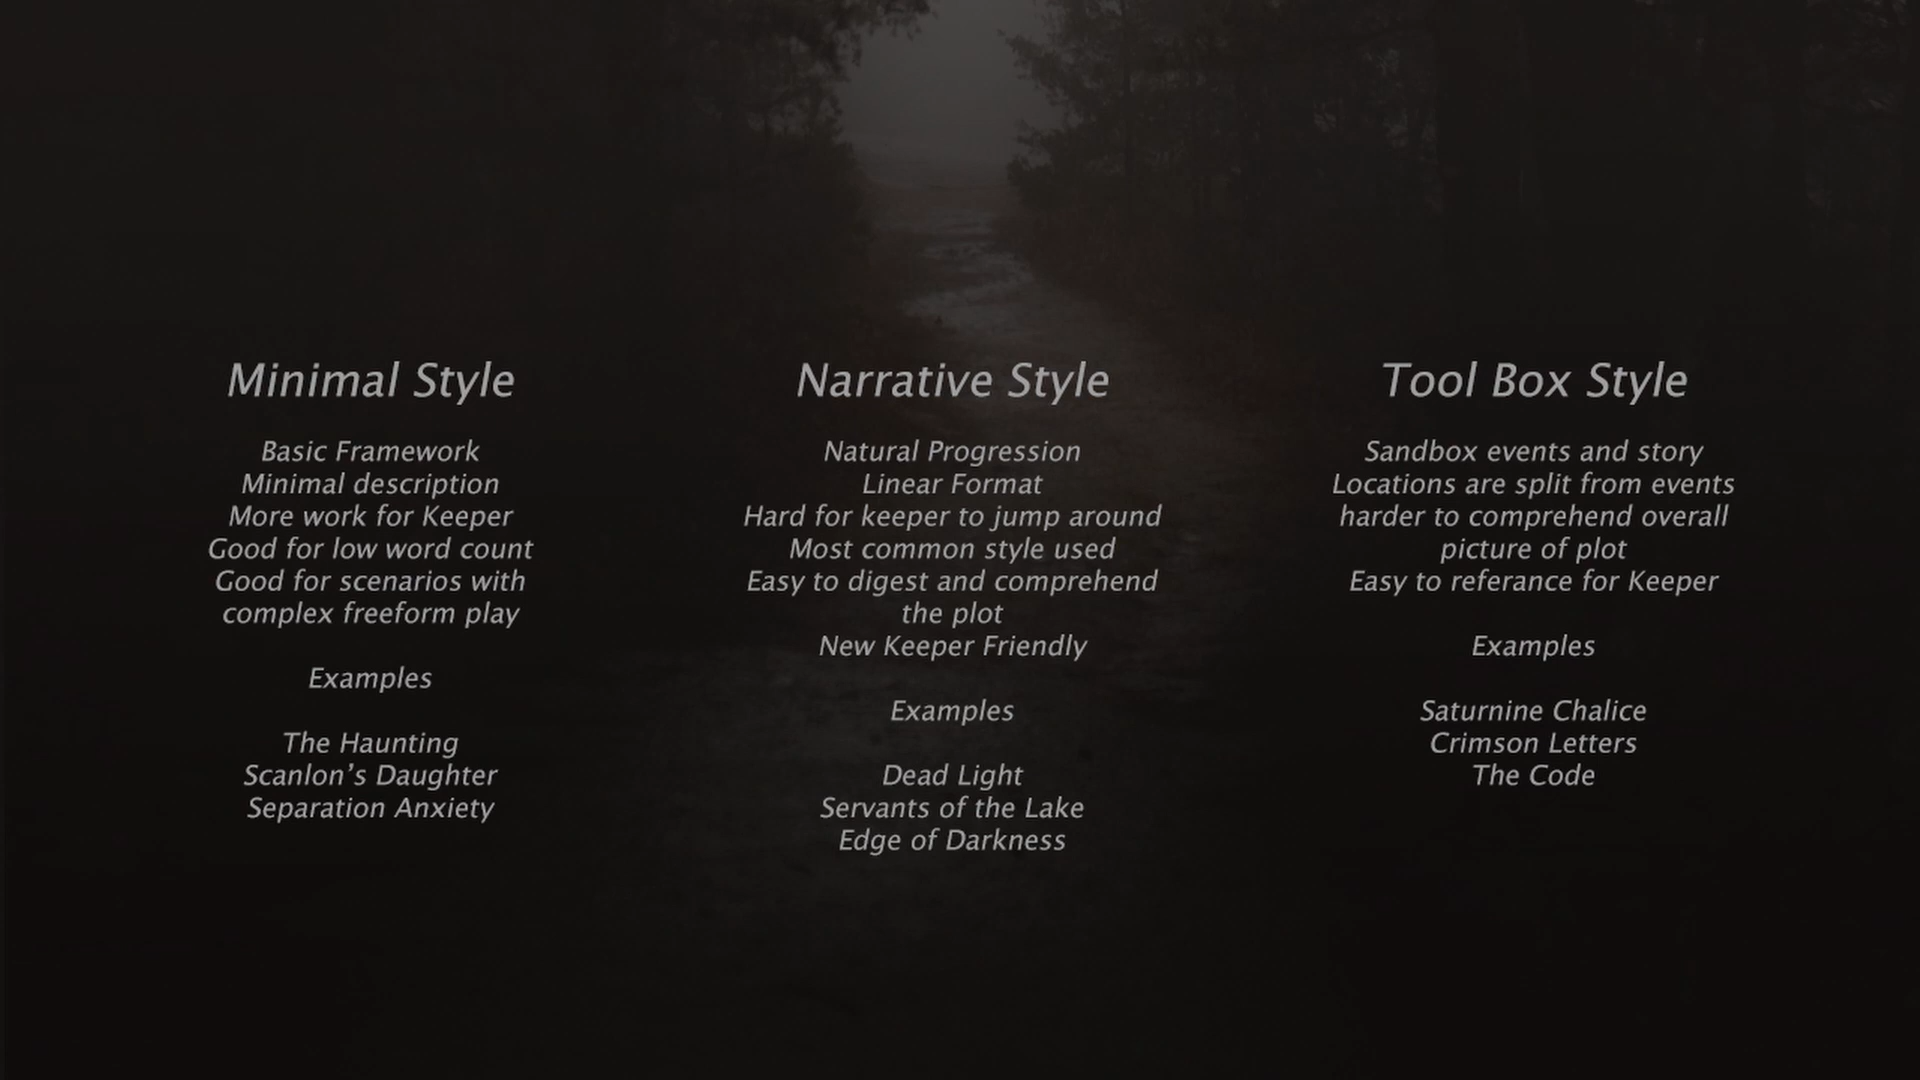 Minimal Style
Basic Framework
Minimal description
More work for Keeper
Good for low word count
Good for scenarios with
complex freeform play
Examples
The Haunting
Scanlon's Daughter
Separation Anxiety
Narrative Style
Natural Progression
Linear Format
Hard for keeper to jump around
Most common style used
Easy to digest and comprehend
the plot
New Keeper Friendly
Examples
Dead Light
Servants of the Lake
Edge of Darkness
Tool Box Style
Sandbox events and story
Locations are split from events
harder to comprehend overall
picture of plot
Easy to referance for Keeper
Examples
Saturnine Chalice
Crimson Letters
The Code